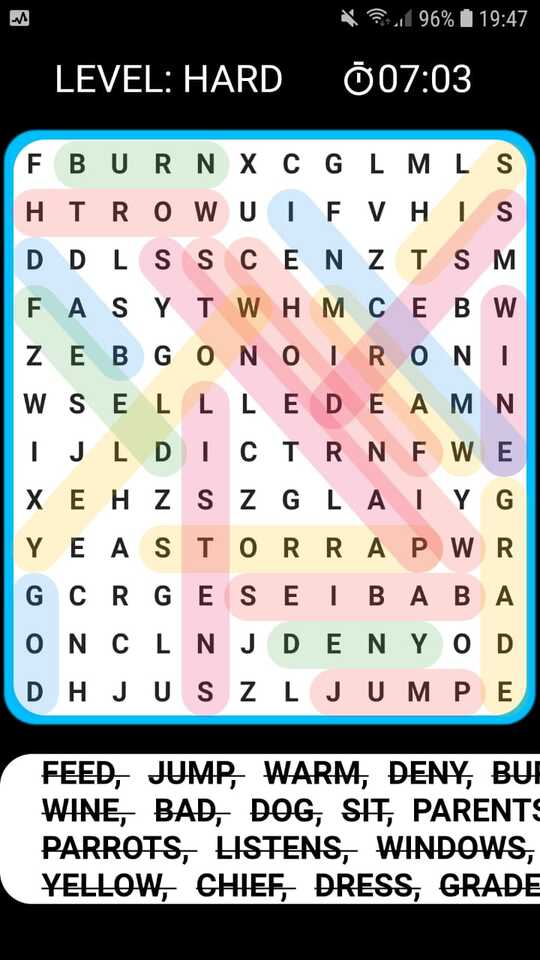 96% 19:47
LEVEL: HARD 07:03
F B U R N X C G L M L S
H T R O W U I F V H I S
D D L S S C E N Z T S M
F A S Y T W H M C E B W
Z E B G O N O I R O N I
W S E L L L E D E A M N
I J L D I C T R N F W E
X E H Z S Z G L A I Y G
Y E A S T O R R A P W R
G C R G E S E I B A B A
O N C L N J D E N Y O D
D H J U S Z L J U M P E
FEED, JUMP, WARM, DENY,
WINE, BAD, DOG, SIT, PARENTS
PARROTS, LISTENS, WINDOWS,
YELLOW, CHIEF, DRESS, GRADE